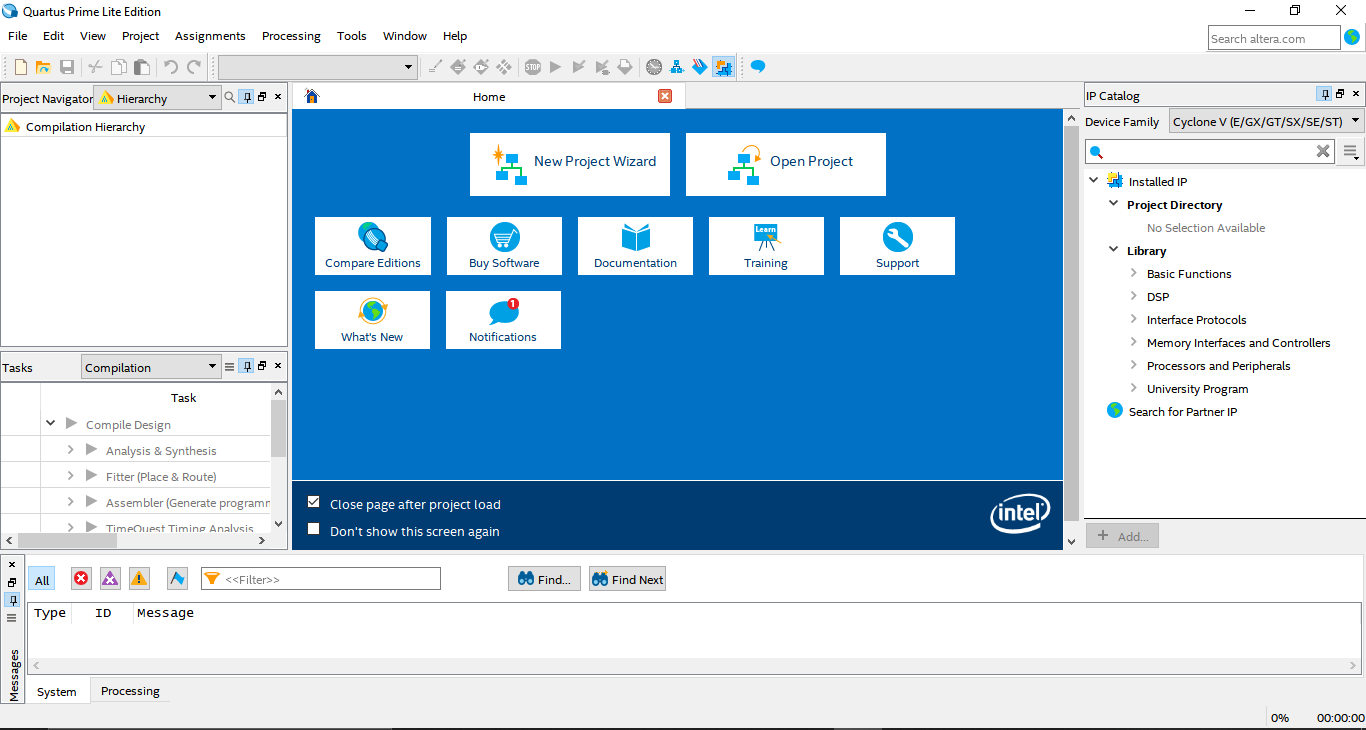 Quartus Prime Lite Edition
File Edit View Project Assignments Processing Tools Window Help
Search altera.com
STOP
Project Navigator Hierarchy
Compilation Hierarchy
Home
New Project Wizard
Open Project
Compare Editions
Buy Software
Documentation
Learn
Training
Support
What's New
1
Notifications
Close page after project load
Don't show this screen again
intel
IP Catalog
Device Family Cyclone V (E/GX/GT/SX/SE/ST)
Installed IP
Project Directory
No Selection Available
Library
Basic Functions
DSP
Interface Protocols
Memory Interfaces and Controllers
Processors and Peripherals
University Program
Search for Partner IP
+ Add...
Tasks Compilation
Task
Compile Design
Analysis & Synthesis
Fitter (Place & Route)
Assembler (Generate programm
TimeQuest Timing Analysis
All
<<Filter>>
Find...
Find Next
Type ID Message
Messages
System Processing
0% 00:00:00